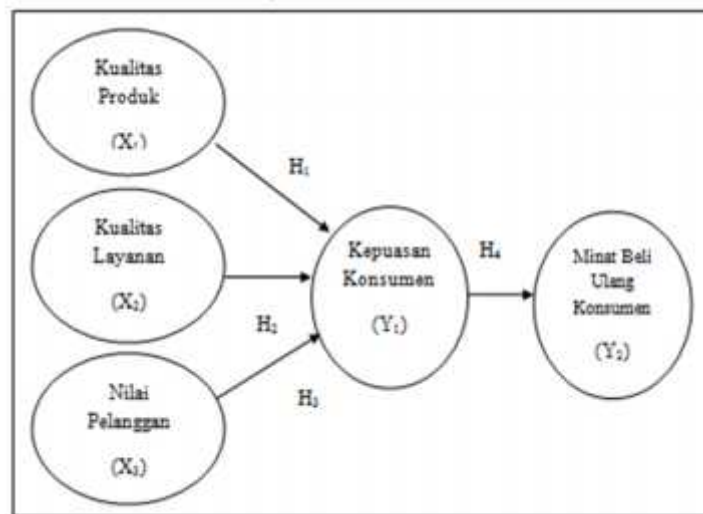 Kualitas
Produk
(X₁)
H₁
Kualitas
Layanan
(X₂)
H₂
Nilai
Pelanggan
(X₃)
H₃
Kepuasan
Konsumen
(Y₁)
H₄
Minat Beli
Ulang
Konsumen
(Y₂)